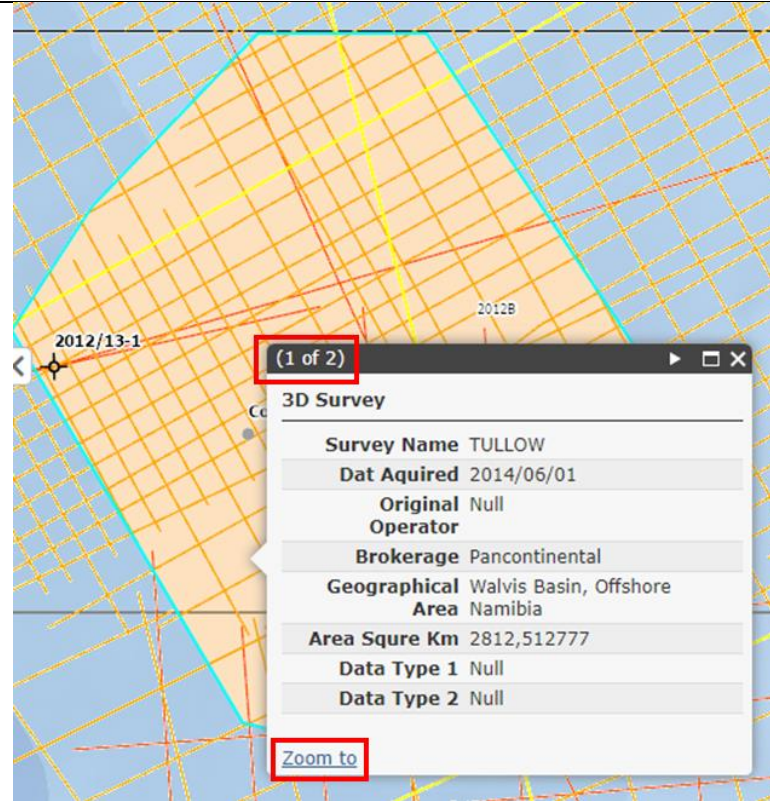 2012B
2012/13-1
(1 of 2)
3D Survey
Co
Survey Name TULLOW
Dat Aquired 2014/06/01
Original Null
Operator
Brokerage Pancontinental
Geographical Walvis Basin, Offshore
Area Namibia
Area Squre Km 2812,512777
Data Type 1 Null
Data Type 2 Null
Zoom to